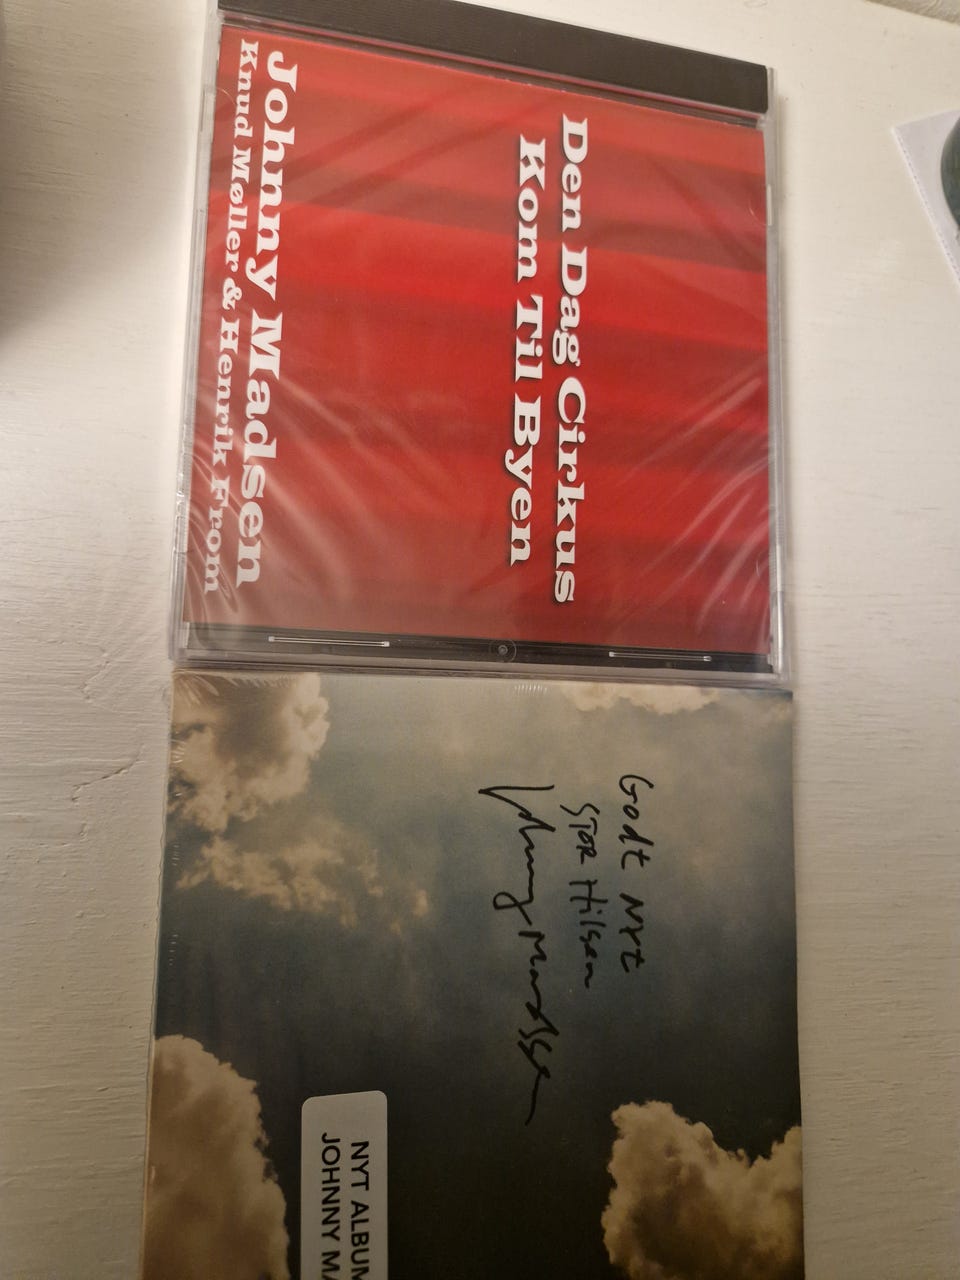 Den Dag Cirkus
Kom Til Byen
Johnny Madsen
Knud Møller & Henrik From
Godt NYt
STOR Hilsen
Johnny Madsen
NYT ALBUM
JOHNNY MA